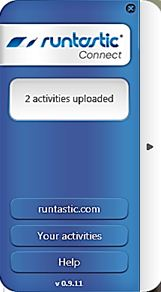 runtastic
Connect
2 activities uploaded
runtastic.com
Your activities
Help
v 0.9.11